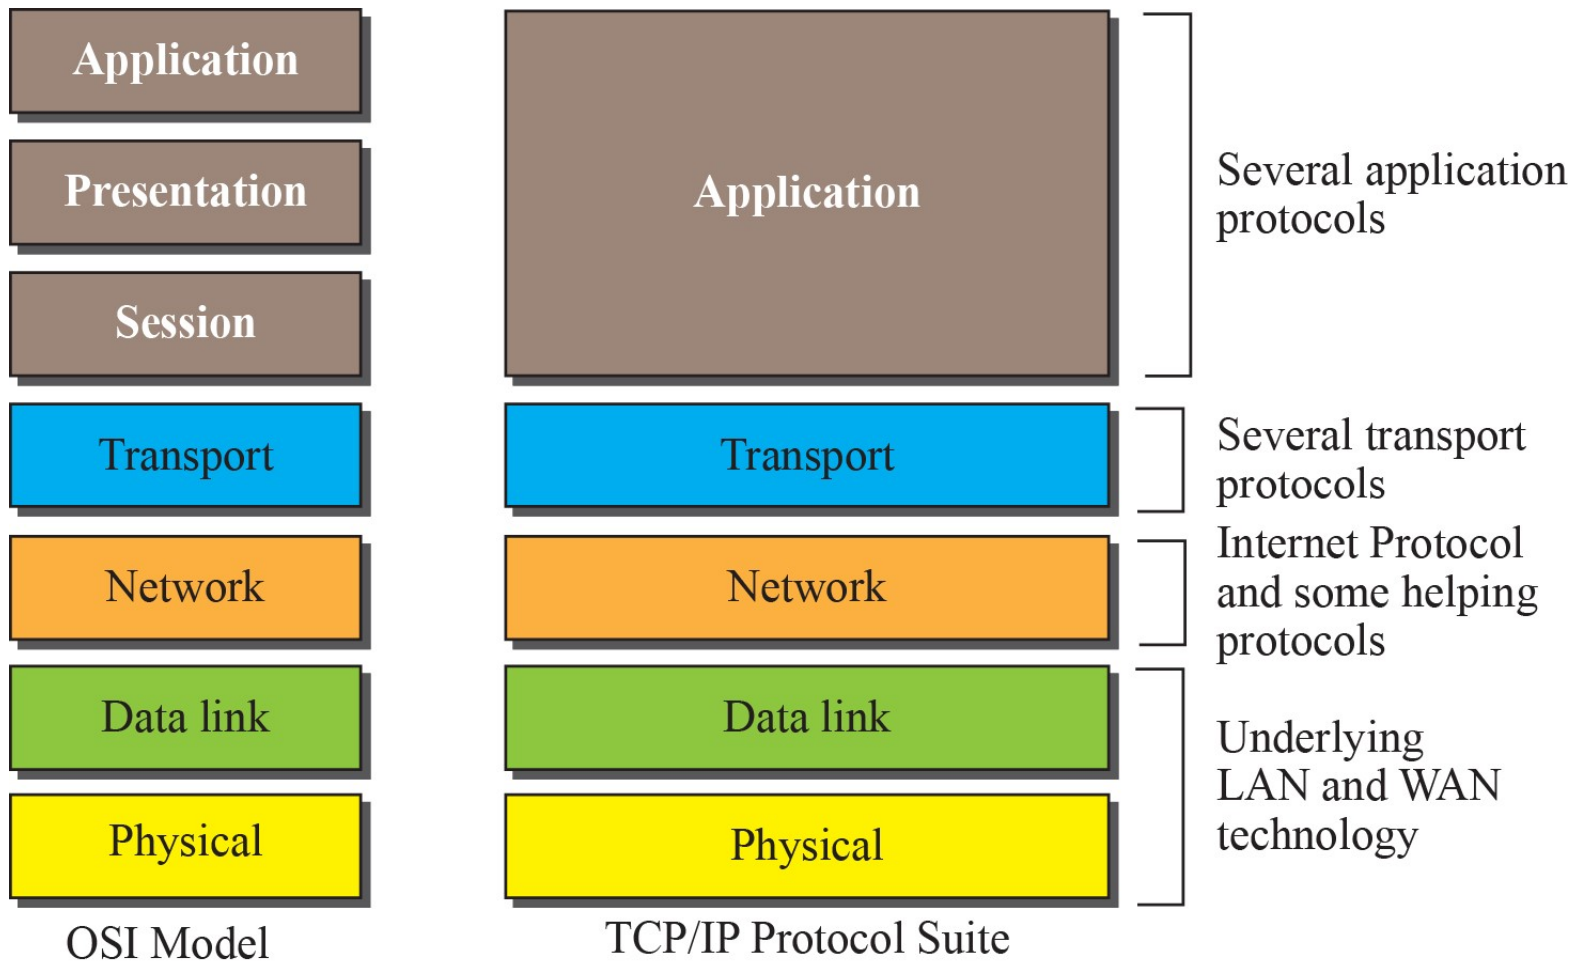 Application
Presentation
Session
Transport
Network
Data link
Physical
OSI Model
Application
Transport
Network
Data link
Physical
TCP/IP Protocol Suite
Several application
protocols
Several transport
protocols
Internet Protocol
and some helping
protocols
Underlying
LAN and WAN
technology